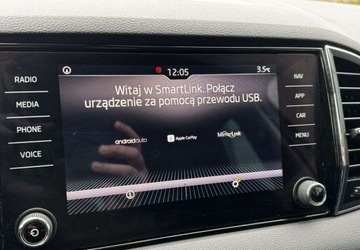 12:05
3.5°C
RADIO
MEDIA
PHONE
VOICE
Witaj w SmartLink. Połącz
urządzenie za pomocą przewodu USB.
androidauto
Apple CarPlay
MirrorLink
NAV
APP
CAR
MENU